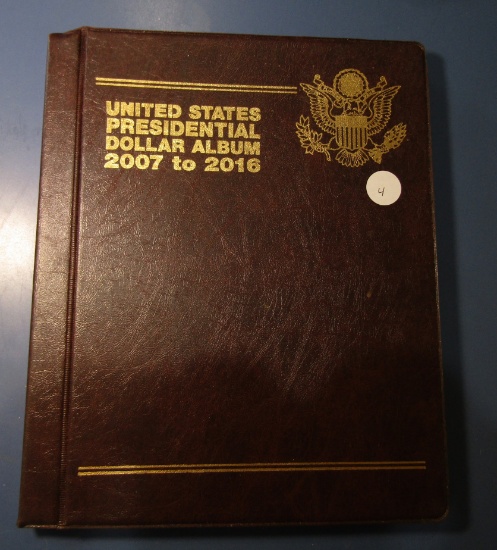 UNITED STATES
PRESIDENTIAL
DOLLAR ALBUM
2007 to 2016
4